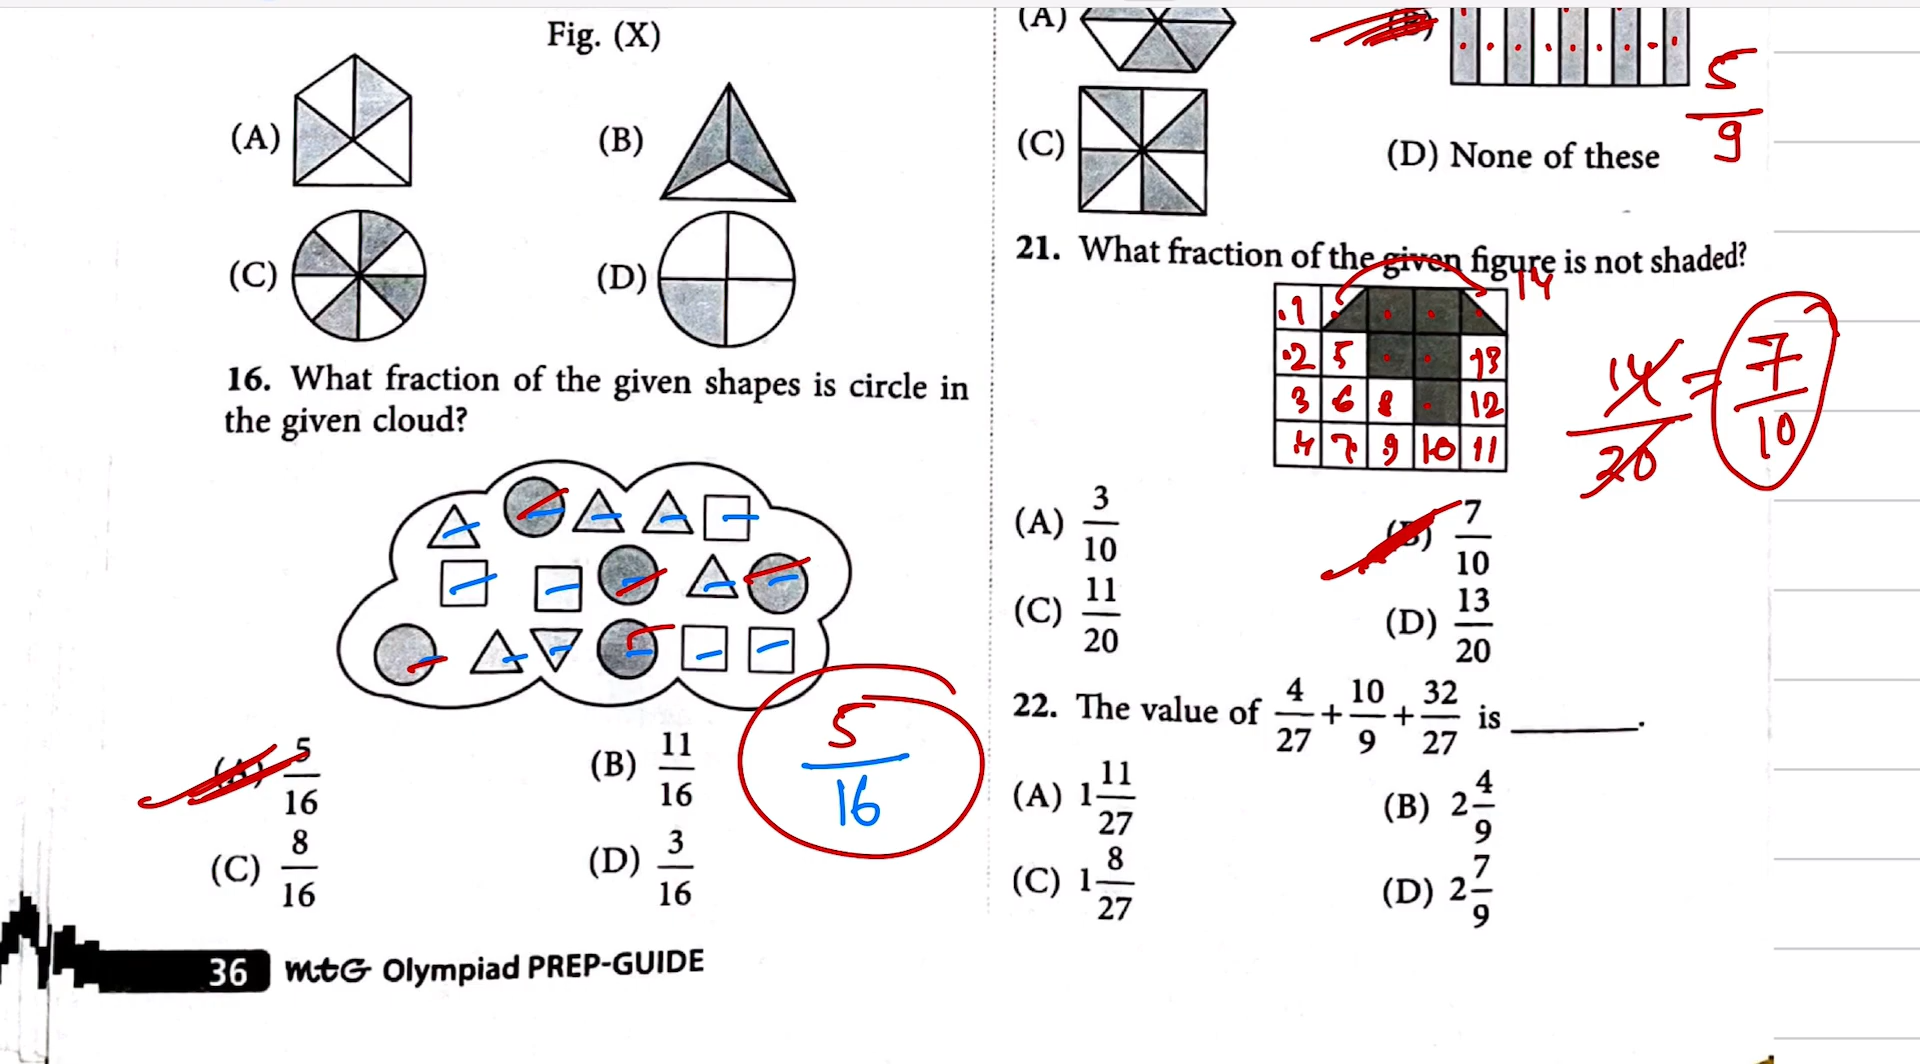 Fig. (X)
(A)
(B)
(C)
(D)
16. What fraction of the given shapes is circle in
the given cloud?
5
16
(A) 5/16
(B) 11/16
(C) 8/16
(D) 3/16
36 mtG Olympiad PREP-GUIDE
(A)
(B)
5
9
(C)
(D) None of these
21. What fraction of the given figure is not shaded?
14
.1
.2 5 13
3 6 8 12
4 7 9 10 11
14/20 = 7/10
(A) 3/10
(B) 7/10
(C) 11/20
(D) 13/20
22. The value of 4/27 + 10/9 + 32/27 is ______.
(A) 1 11/27
(B) 2 4/9
(C) 1 8/27
(D) 2 7/9